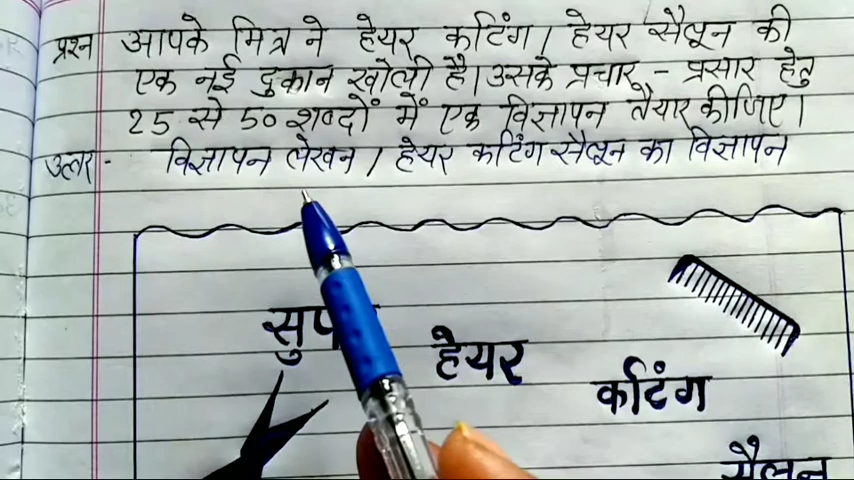 प्रश्न आपके मित्र ने हेयर कटिंग / हेयर सैलून की
एक नई दुकान खोली है। उसके प्रचार - प्रसार हेतु
25 से 50 शब्दों में एक विज्ञापन तैयार कीजिए।
उत्तर - विज्ञापन लेखन / हेयर कटिंग सैलून का विज्ञापन
हेयर
कटिंग
सैलून